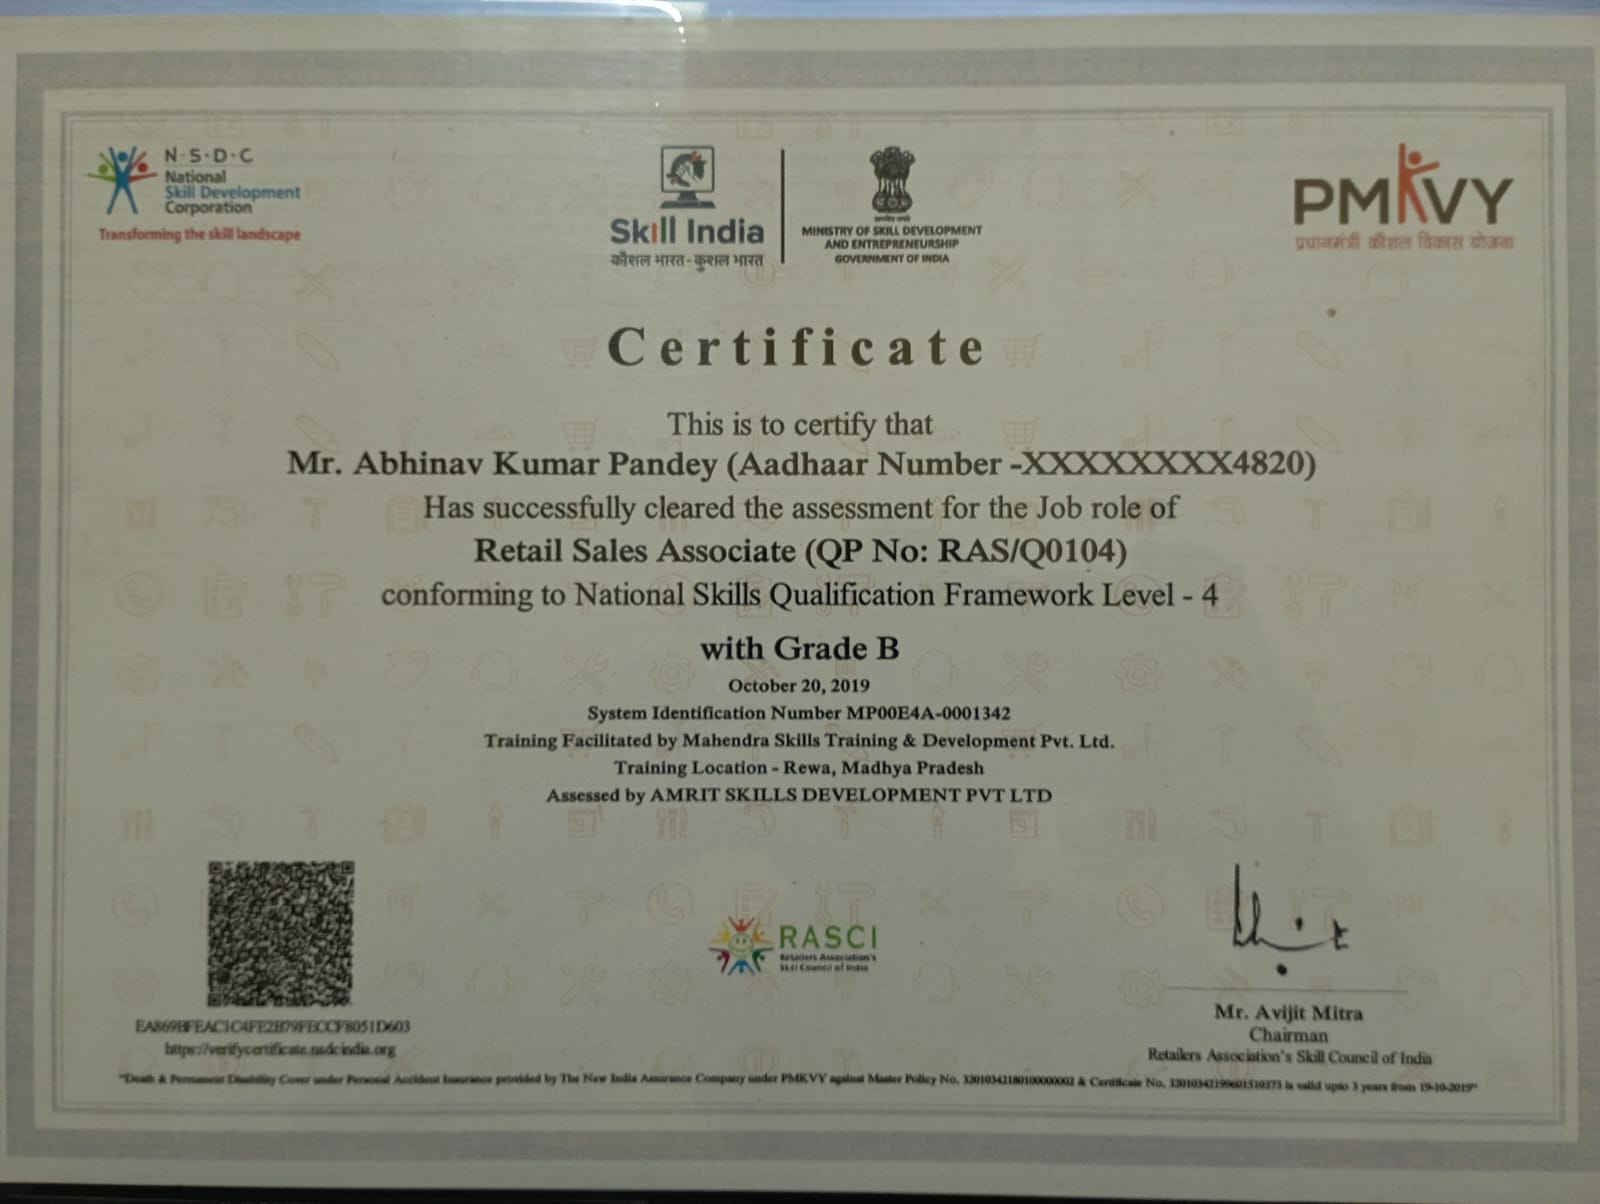 N·S·D·C
National
Skill Development
Corporation
Transforming the skill landscape
Skill India
कौशल भारत - कुशल भारत
MINISTRY OF SKILL DEVELOPMENT
AND ENTREPRENEURSHIP
GOVERNMENT OF INDIA
PMKVY
प्रधानमंत्री कौशल विकास योजना
Certificate
This is to certify that
Mr. Abhinav Kumar Pandey (Aadhaar Number -XXXXXXXX4820)
Has successfully cleared the assessment for the Job role of
Retail Sales Associate (QP No: RAS/Q0104)
conforming to National Skills Qualification Framework Level - 4
with Grade B
October 20, 2019
System Identification Number MP00E4A-0001342
Training Facilitated by Mahendra Skills Training & Development Pvt. Ltd.
Training Location - Rewa, Madhya Pradesh
Assessed by AMRIT SKILLS DEVELOPMENT PVT LTD
RASCI
Retailers Association's
Skill Council of India
https://verifycertificate.nsdcindia.org
Mr. Avijit Mitra
Chairman
Retailers Association's Skill Council of India
"Death & Permanent Disability Cover under Personal Accident Insurance provided by The New India Assurance Company under PMKVY against Master Policy No. & Certificate No. is valid upto 3 years from 19-10-2019"